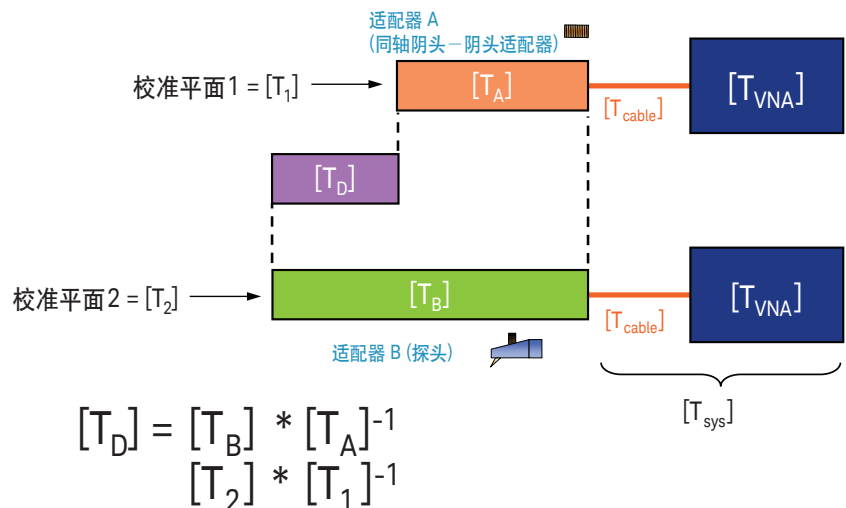 适配器 A
(同轴阴头－阴头适配器)
校准平面1 = [T1]
[TA]
[Tcable]
[TVNA]
[TD]
校准平面2 = [T2]
[TB]
[Tcable]
[TVNA]
适配器 B (探头)
[Tsys]
[TD] = [TB] * [TA]-1
[T2] * [T1]-1